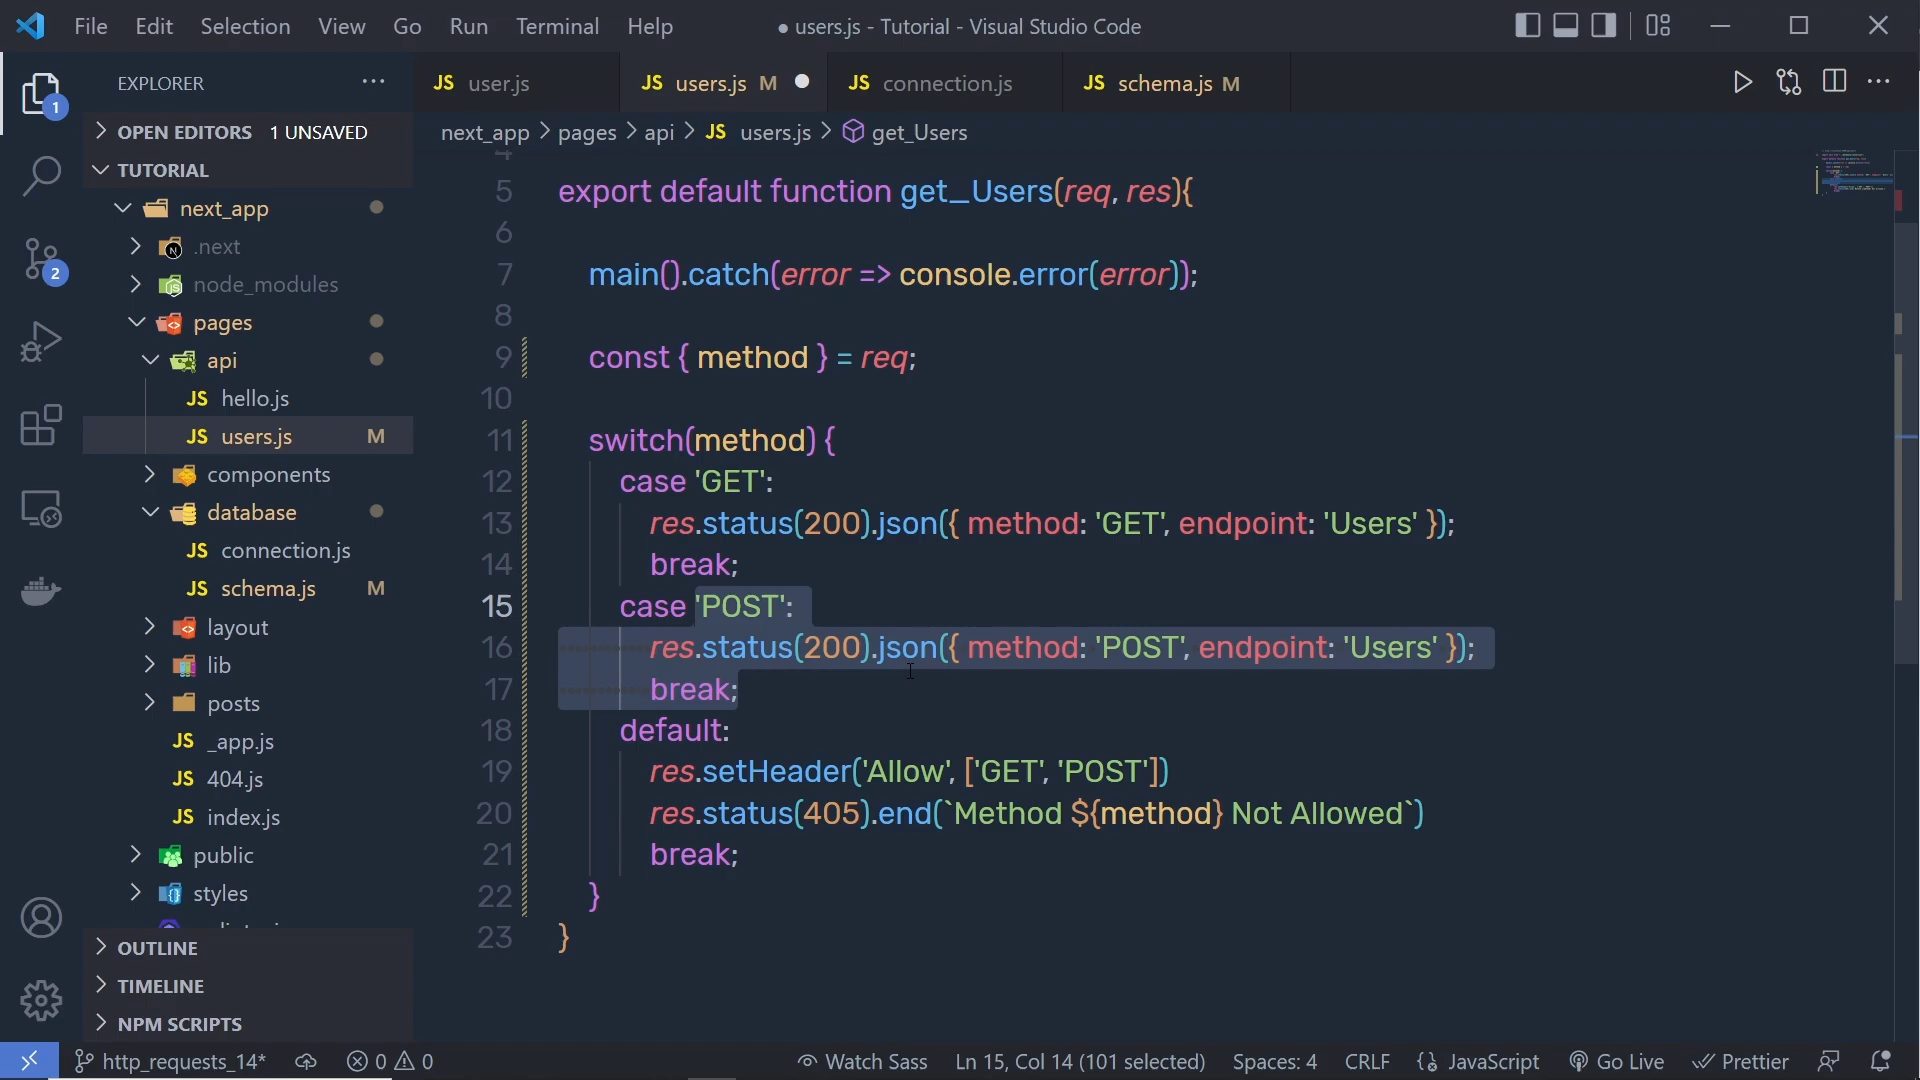 File Edit Selection View Go Run Terminal Help ● users.js - Tutorial - Visual Studio Code
EXPLORER ···
JS user.js JS users.js M JS connection.js JS schema.js M
1
OPEN EDITORS 1 UNSAVED
next_app > pages > api > JS users.js > get_Users
TUTORIAL
next_app
.next
node_modules
pages
api
JS hello.js
JS users.js M
components
database
JS connection.js
JS schema.js M
layout
lib
posts
JS _app.js
JS 404.js
JS index.js
public
styles
OUTLINE
TIMELINE
NPM SCRIPTS
2
4
5 export default function get_Users(req, res){
6
7 main().catch(error => console.error(error));
8
9 const { method } = req;
10
11 switch(method) {
12 case 'GET':
13 res.status(200).json({ method: 'GET', endpoint: 'Users' });
14 break;
15 case 'POST':
16 res.status(200).json({ method: 'POST', endpoint: 'Users' });
17 break;
18 default:
19 res.setHeader('Allow', ['GET', 'POST'])
20 res.status(405).end(`Method ${method} Not Allowed`)
21 break;
22 }
23 }
http_requests_14* 0 0 Watch Sass Ln 15, Col 14 (101 selected) Spaces: 4 CRLF {} JavaScript Go Live Prettier